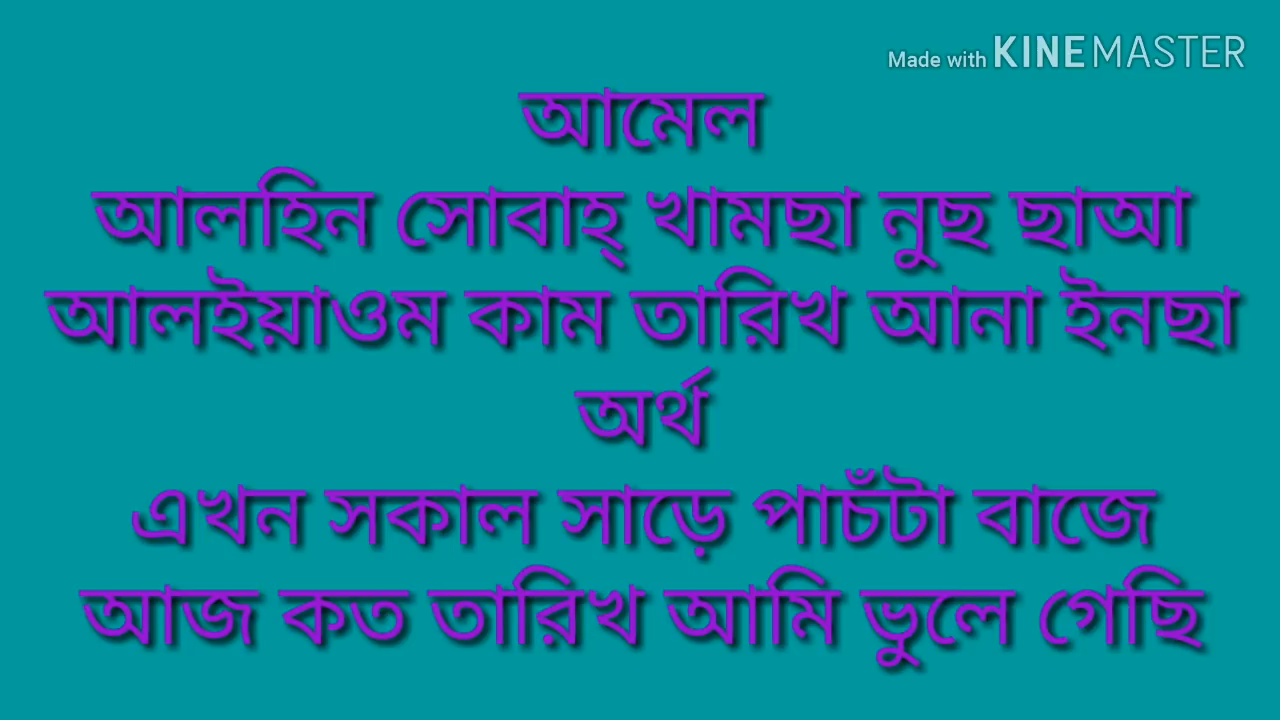 Made with KINEMASTER
আমেল
আলহিন সোবাহ্ খামছা নুছ ছাআ
আলইয়াওম কাম তারিখ আনা ইনছা
অর্থ
এখন সকাল সাড়ে পাচঁটা বাজে
আজ কত তারিখ আমি ভুলে গেছি